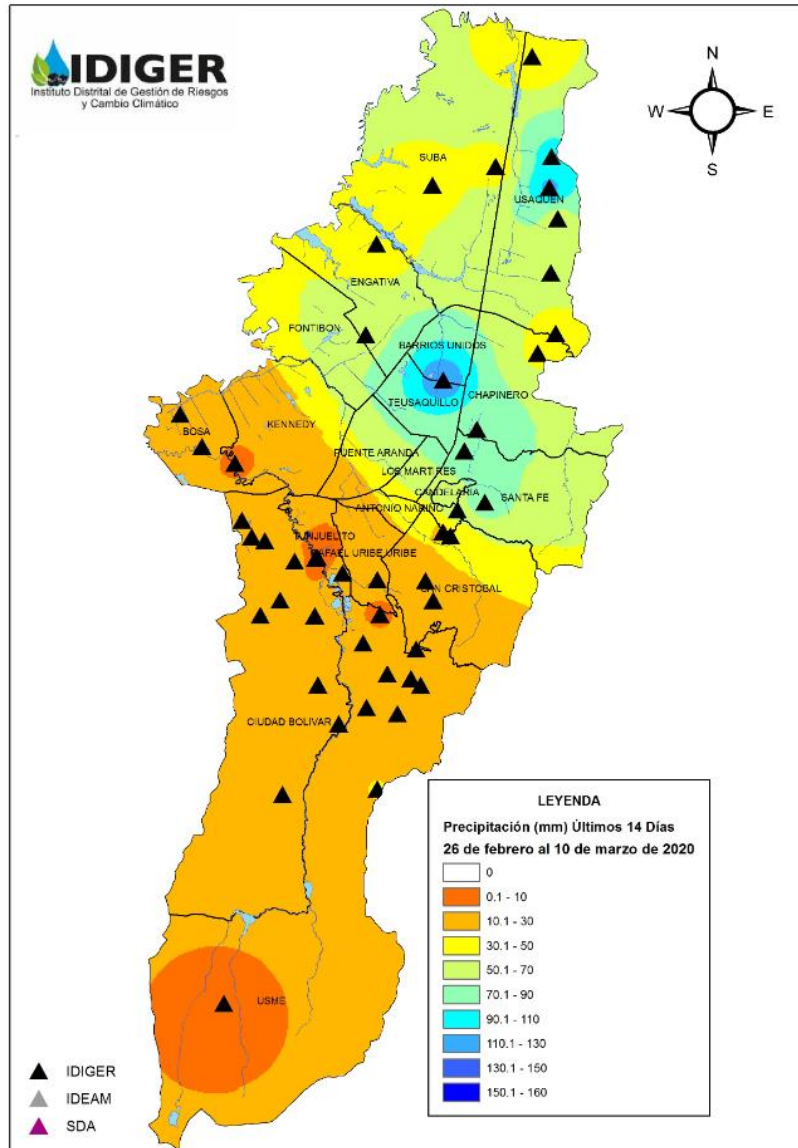 IDIGER
Instituto Distrital de Gestión de Riesgos
y Cambio Climático
N
W E
S
SUBA
USAQUEN
ENGATIVA
FONTIBON
BARRIOS UNIDOS
TEUSAQUILLO
CHAPINERO
KENNEDY
BOSA
PUENTE ARANDA
LOS MARTIRES
CANDELARIA
SANTA FE
ANTONIO NARINO
TUNJUELITO
RAFAEL URIBE URIBE
SAN CRISTOBAL
CIUDAD BOLIVAR
USME
LEYENDA
Precipitación (mm) Últimos 14 Días
26 de febrero al 10 de marzo de 2020
0
0.1 - 10
10.1 - 30
30.1 - 50
50.1 - 70
70.1 - 90
90.1 - 110
110.1 - 130
130.1 - 150
150.1 - 160
IDIGER
IDEAM
SDA